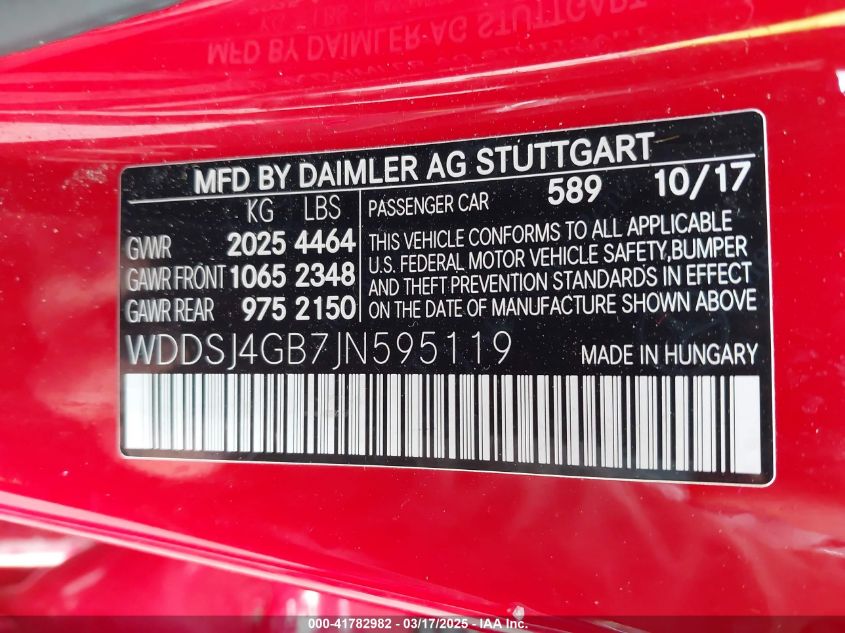 MFD BY DAIMLER AG STUTTGART
KG LBS
GVWR 2025 4464
GAWR FRONT 1065 2348
GAWR REAR 975 2150
PASSENGER CAR 589 10/17
THIS VEHICLE CONFORMS TO ALL APPLICABLE
U.S. FEDERAL MOTOR VEHICLE SAFETY,BUMPER
AND THEFT PREVENTION STANDARDS IN EFFECT
ON THE DATE OF MANUFACTURE SHOWN ABOVE
WDDSJ4GB7JN595119 MADE IN HUNGARY
000-41782982 - 03/17/2025 - IAA Inc.